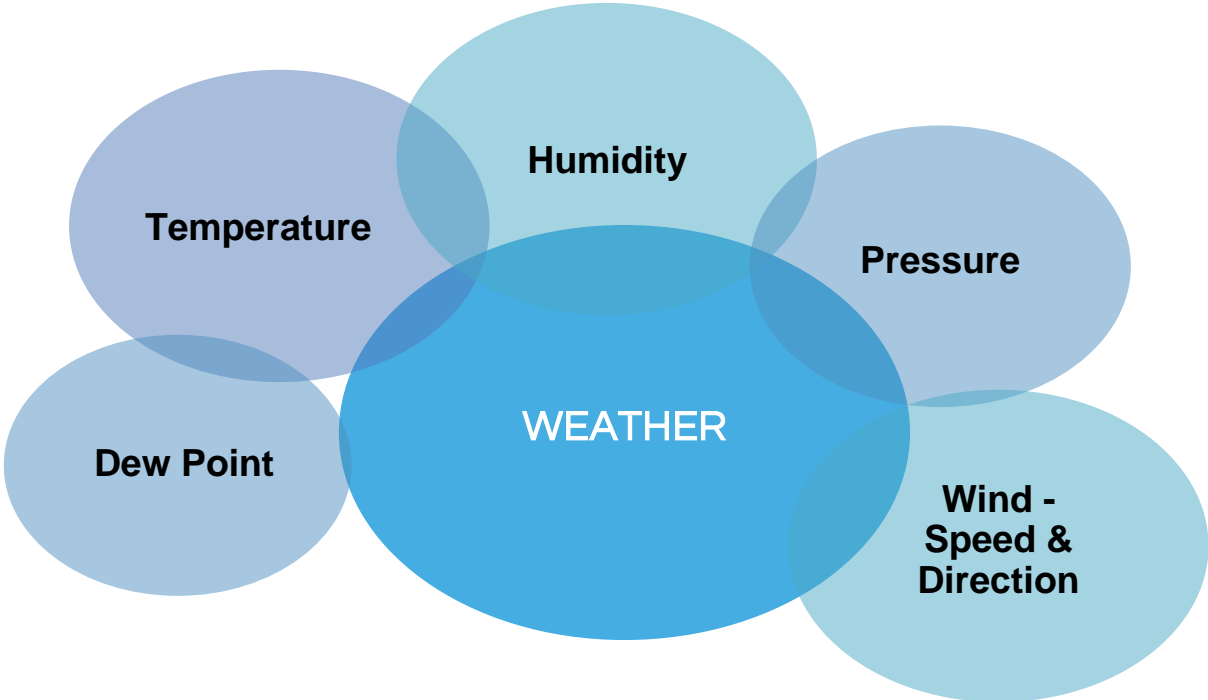 Humidity
Temperature
Pressure
WEATHER
Dew Point
Wind -
Speed &
Direction